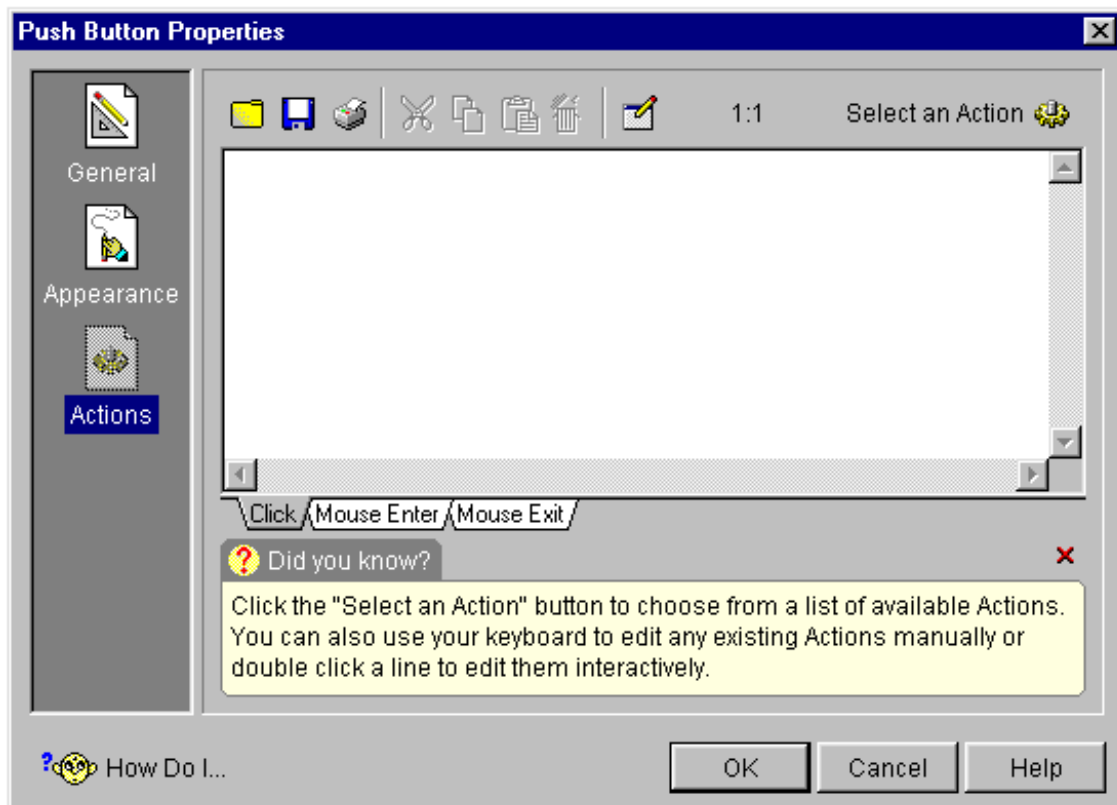 Push Button Properties
General
Appearance
Actions
1:1 Select an Action
Click Mouse Enter Mouse Exit
? Did you know?
Click the "Select an Action" button to choose from a list of available Actions.
You can also use your keyboard to edit any existing Actions manually or
double click a line to edit them interactively.
? How Do I...
OK Cancel Help